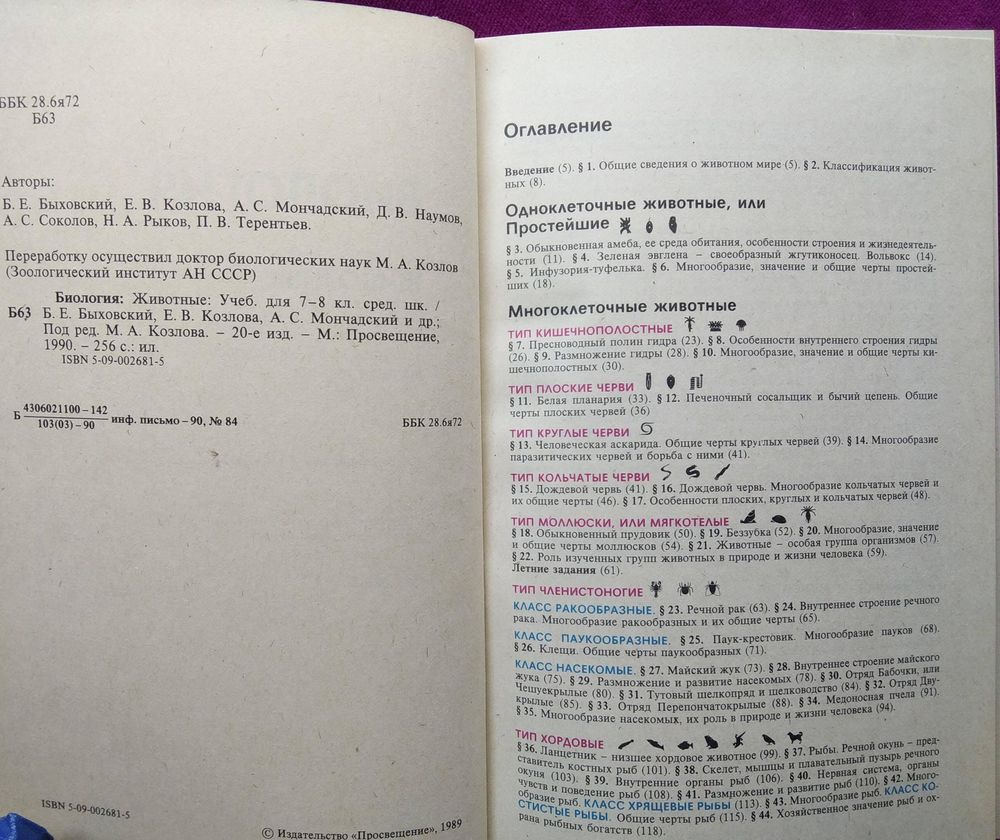 ББК 28.6я72
Б63
Авторы:
Б. Е. Быховский, Е. В. Козлова, А. С. Мончадский, Д. В. Наумов,
А. С. Соколов, Н. А. Рыков, П. В. Терентьев.
Переработку осуществил доктор биологических наук М. А. Козлов
(Зоологический институт АН СССР)
Биология: Животные: Учеб. для 7–8 кл. сред. шк. /
Б63 Б. Е. Быховский, Е. В. Козлова, А. С. Мончадский и др.;
Под ред. М. А. Козлова. – 20-е изд. – М.: Просвещение,
1990. – 256 с.: ил.
ISBN 5-09-002681-5
Б 4306021100–142
103(03)–90 инф. письмо–90, № 84
ББК 28.6я72
ISBN 5-09-002681-5
© Издательство «Просвещение», 1989
Оглавление
Введение (5). § 1. Общие сведения о животном мире (5). § 2. Классификация живот-
ных (8).
Одноклеточные животные, или
Простейшие
§ 3. Обыкновенная амеба, ее среда обитания, особенности строения и жизнедеятель-
ности (11). § 4. Зеленая эвглена – своеобразный жгутиконосец. Вольвокс (14).
§ 5. Инфузория-туфелька. § 6. Многообразие, значение и общие черты простей-
ших (18).
Многоклеточные животные
ТИП КИШЕЧНОПОЛОСТНЫЕ
§ 7. Пресноводный полип гидра (23). § 8. Особенности внутреннего строения гидры
(26). § 9. Размножение гидры (28). § 10. Многообразие, значение и общие черты ки-
шечнополостных (30).
ТИП ПЛОСКИЕ ЧЕРВИ
§ 11. Белая планария (33). § 12. Печеночный сосальщик и бычий цепень. Общие
черты плоских червей (36)
ТИП КРУГЛЫЕ ЧЕРВИ
§ 13. Человеческая аскарида. Общие черты круглых червей (39). § 14. Многообразие
паразитических червей и борьба с ними (41).
ТИП КОЛЬЧАТЫЕ ЧЕРВИ
§ 15. Дождевой червь (41). § 16. Дождевой червь. Многообразие кольчатых червей и
их общие черты (46). § 17. Особенности плоских, круглых и кольчатых червей (48).
ТИП МОЛЛЮСКИ, ИЛИ МЯГКОТЕЛЫЕ
§ 18. Обыкновенный прудовик (50). § 19. Беззубка (52). § 20. Многообразие, значение
и общие черты моллюсков (54). § 21. Животные – особая группа организмов (57).
§ 22. Роль изученных групп животных в природе и жизни человека (59).
Летние задания (61).
ТИП ЧЛЕНИСТОНОГИЕ
КЛАСС РАКООБРАЗНЫЕ. § 23. Речной рак (63). § 24. Внутреннее строение речного
рака. Многообразие ракообразных и их общие черты (65).
КЛАСС ПАУКООБРАЗНЫЕ. § 25. Паук-крестовик. Многообразие пауков (68).
§ 26. Клещи. Общие черты паукообразных (71).
КЛАСС НАСЕКОМЫЕ. § 27. Майский жук (73). § 28. Внутреннее строение майского
жука (75). § 29. Размножение и развитие насекомых (78). § 30. Отряд Бабочки, или
Чешуекрылые (80). § 31. Тутовый шелкопряд и шелководство (84). § 32. Отряд Дву-
крылые (85). § 33. Отряд Перепончатокрылые (88). § 34. Медоносная пчела (91).
§ 35. Многообразие насекомых, их роль в природе и жизни человека (94).
ТИП ХОРДОВЫЕ
§ 36. Ланцетник – низшее хордовое животное (99). § 37. Рыбы. Речной окунь – пред-
ставитель костных рыб (101). § 38. Скелет, мышцы и плавательный пузырь речного
окуня (103). § 39. Внутренние органы рыб (106). § 40. Нервная система, органы
чувств и поведение рыб (108). § 41. Размножение и развитие рыб (110). § 42. Много-
образие рыб. КЛАСС ХРЯЩЕВЫЕ РЫБЫ (113). § 43. Многообразие рыб. КЛАСС КО-
СТИСТЫЕ РЫБЫ. Общие черты рыб (115). § 44. Хозяйственное значение рыб и ох-
рана рыбных богатств (118).